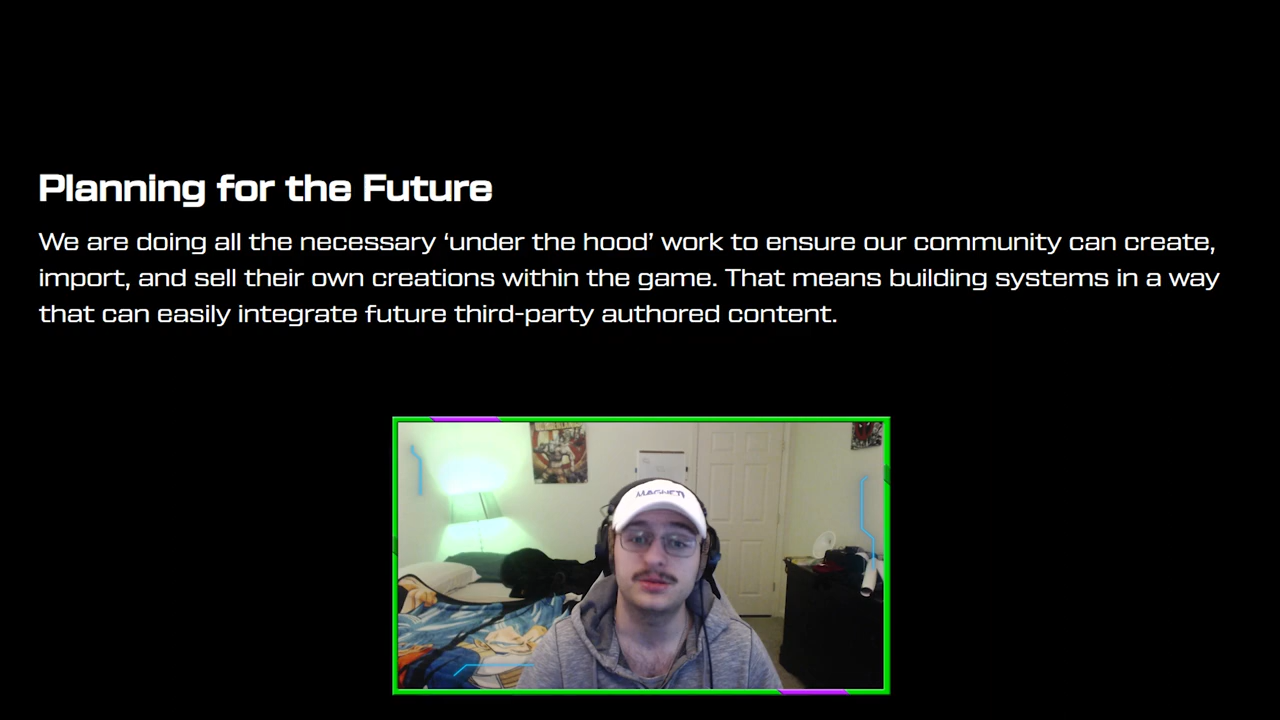 Planning for the Future
We are doing all the necessary ‘under the hood’ work to ensure our community can create,
import, and sell their own creations within the game. That means building systems in a way
that can easily integrate future third-party authored content.